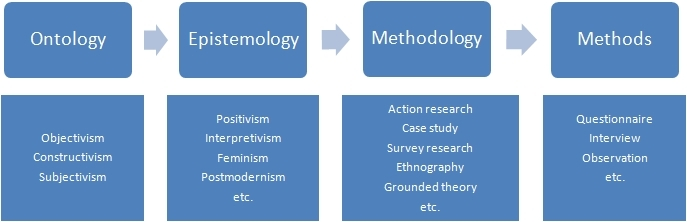 Ontology
Epistemology
Methodology
Methods
Objectivism
Constructivism
Subjectivism
Positivism
Interpretivism
Feminism
Postmodernism
etc.
Action research
Case study
Survey research
Ethnography
Grounded theory
etc.
Questionnaire
Interview
Observation
etc.